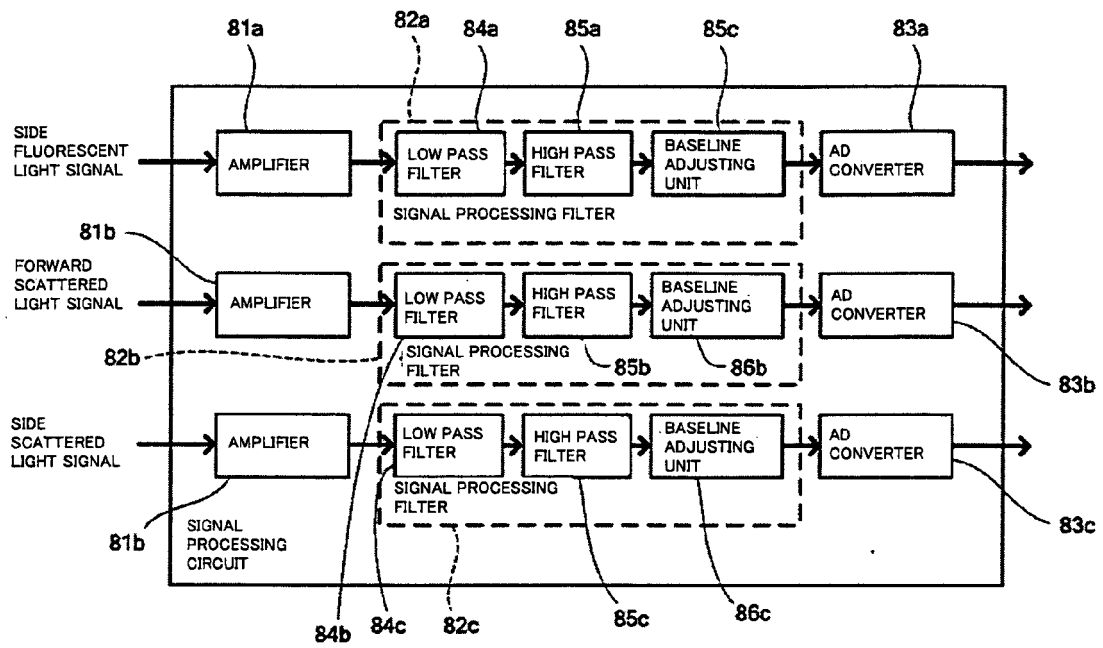 81a
82a
84a
85a
85c
83a
SIDE
FLUORESCENT
LIGHT SIGNAL
AMPLIFIER
LOW PASS
FILTER
HIGH PASS
FILTER
BASELINE
ADJUSTING
UNIT
AD
CONVERTER
SIGNAL PROCESSING FILTER
81b
FORWARD
SCATTERED
LIGHT SIGNAL
AMPLIFIER
LOW PASS
FILTER
HIGH PASS
FILTER
BASELINE
ADJUSTING
UNIT
AD
CONVERTER
82b
SIGNAL PROCESSING
FILTER
85b
86b
83b
SIDE
SCATTERED
LIGHT SIGNAL
AMPLIFIER
LOW PASS
FILTER
HIGH PASS
FILTER
BASELINE
ADJUSTING
UNIT
AD
CONVERTER
SIGNAL PROCESSING
FILTER
81b
SIGNAL
PROCESSING
CIRCUIT
83c
84b
84c
82c
85c
86c